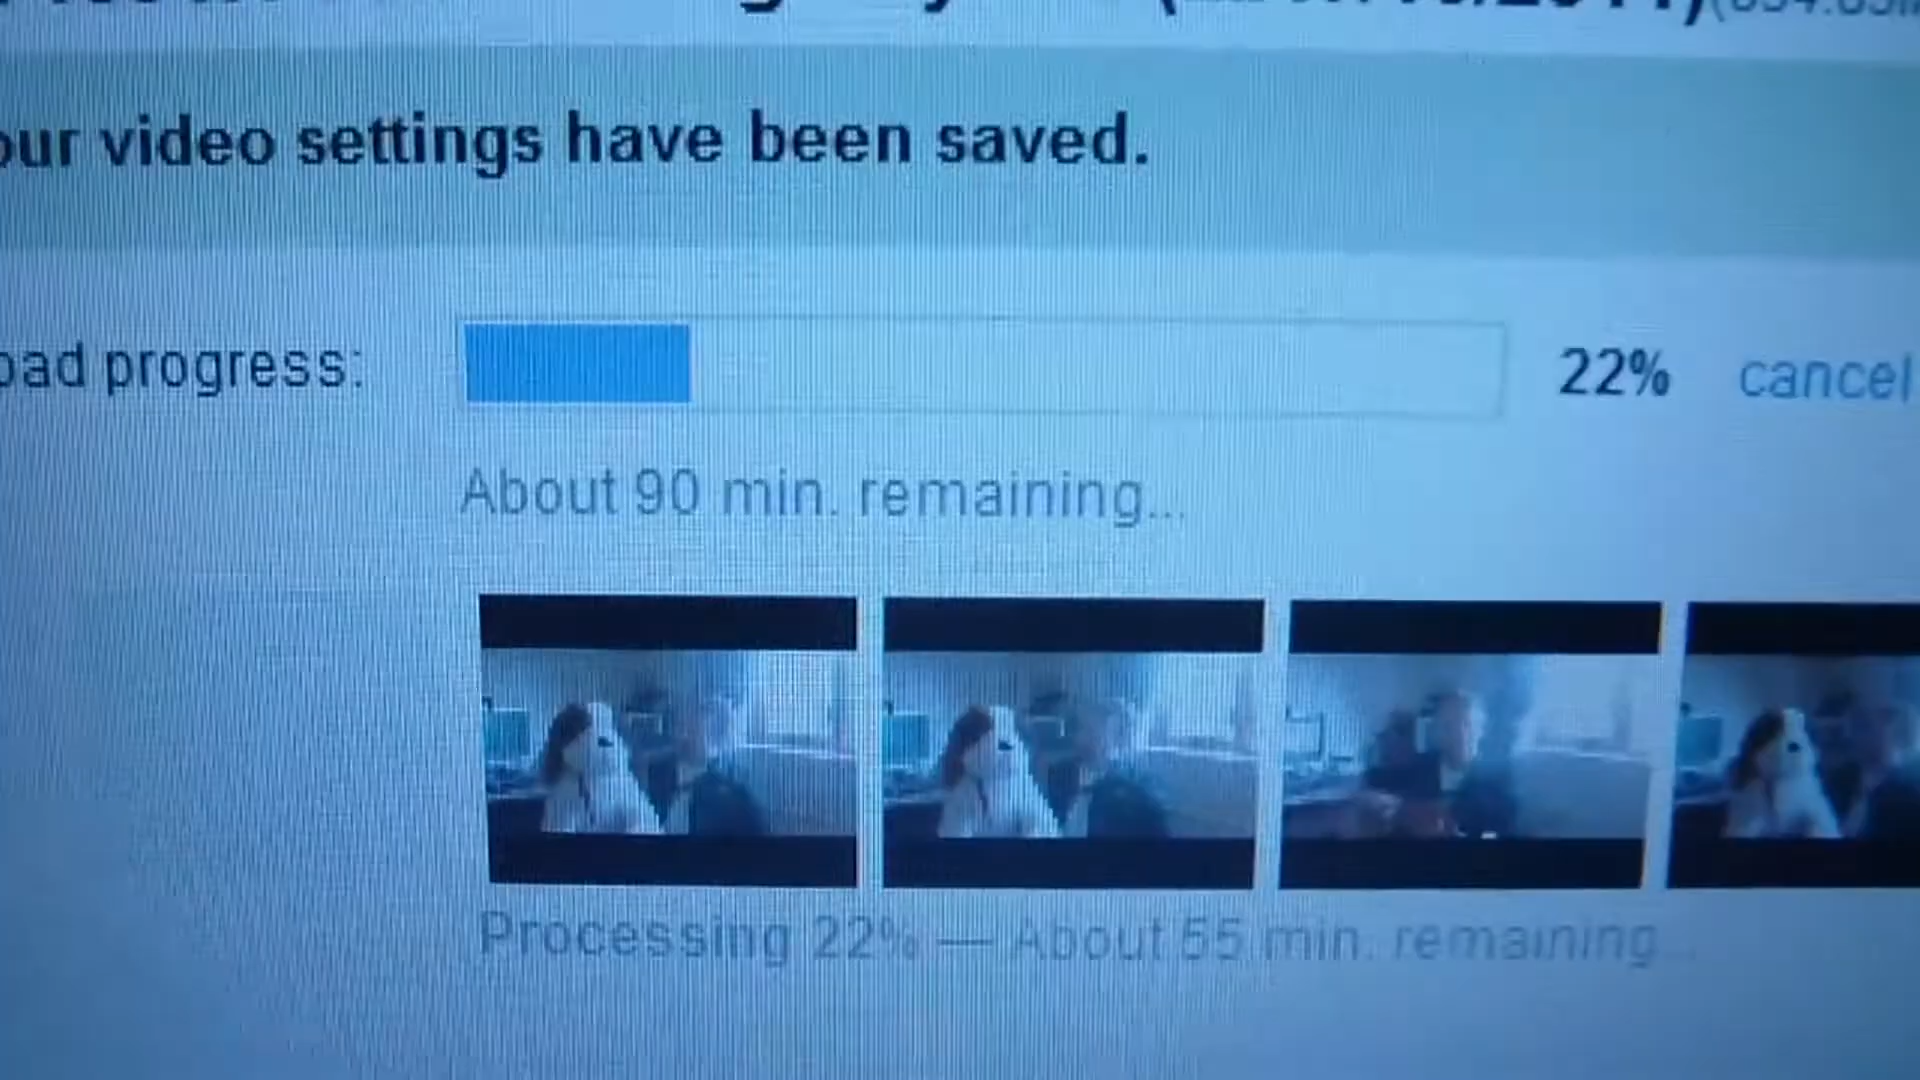 our video settings have been saved.
oad progress: 22% cancel
About 90 min. remaining...
Processing 22% — About 55 min. remaining...